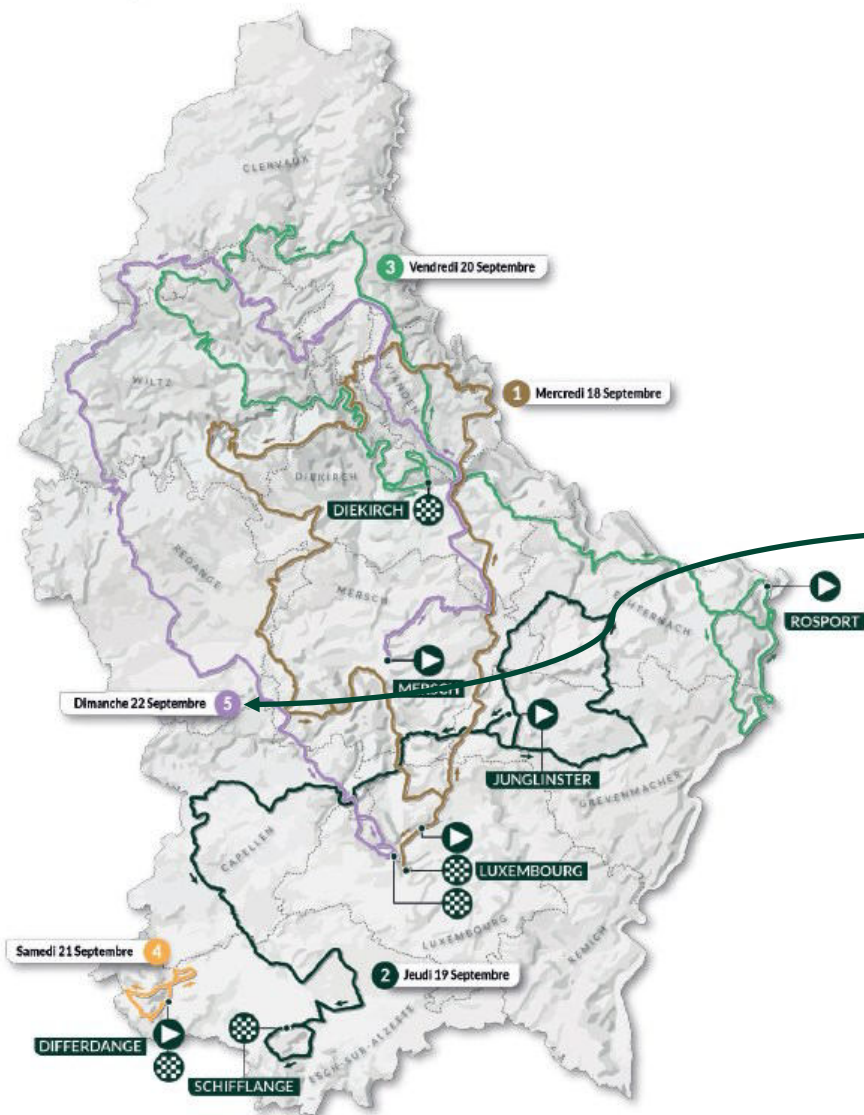 CLERVAUX
3 Vendredi 20 Septembre
WILTZ
VIANDEN
1 Mercredi 18 Septembre
DIEKIRCH
DIEKIRCH
REDANGE
MERSCH
ECHTERNACH
ROSPORT
MERSCH
Dimanche 22 Septembre 5
JUNGLINSTER
GREVENMACHER
CAPELLEN
LUXEMBOURG
LUXEMBOURG
REMICH
Samedi 21 Septembre 4
2 Jeudi 19 Septembre
DIFFERDANGE
ESCH-SUR-ALZETTE
SCHIFFLANGE